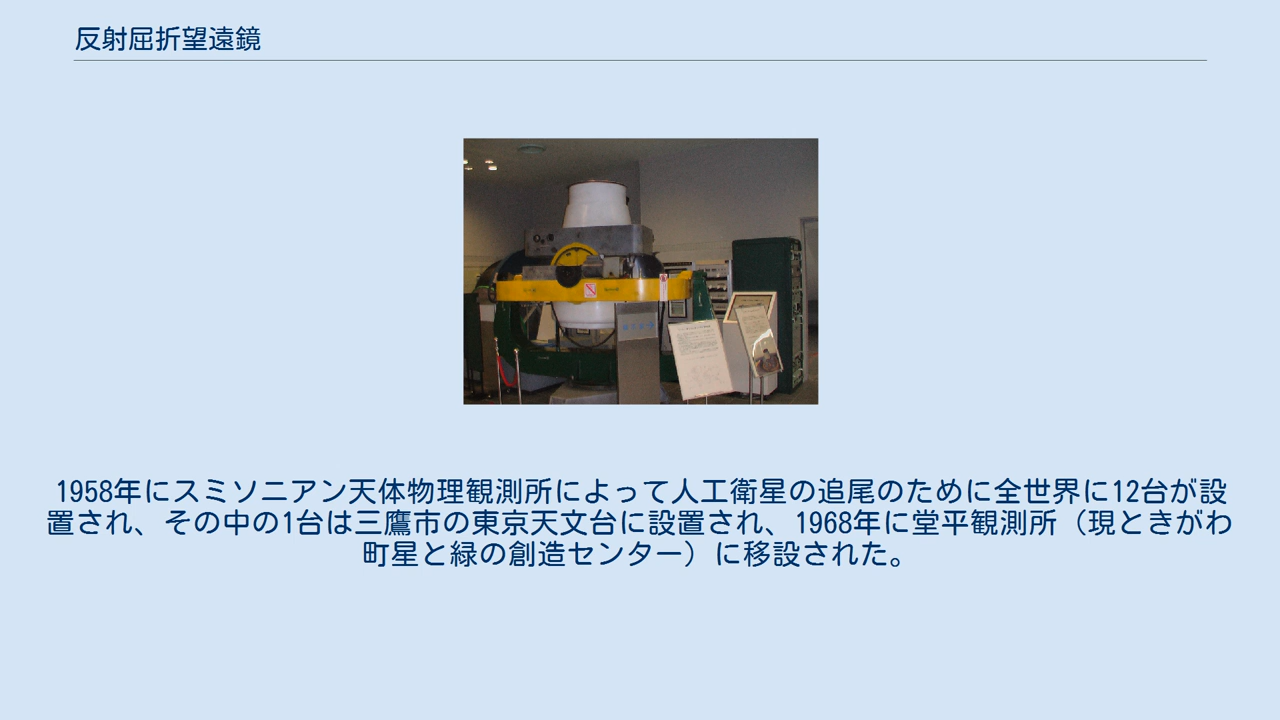 反射屈折望遠鏡
1958年にスミソニアン天体物理観測所によって人工衛星の追尾のために全世界に12台が設
置され、その中の1台は三鷹市の東京天文台に設置され、1968年に堂平観測所（現ときがわ
町星と緑の創造センター）に移設された。